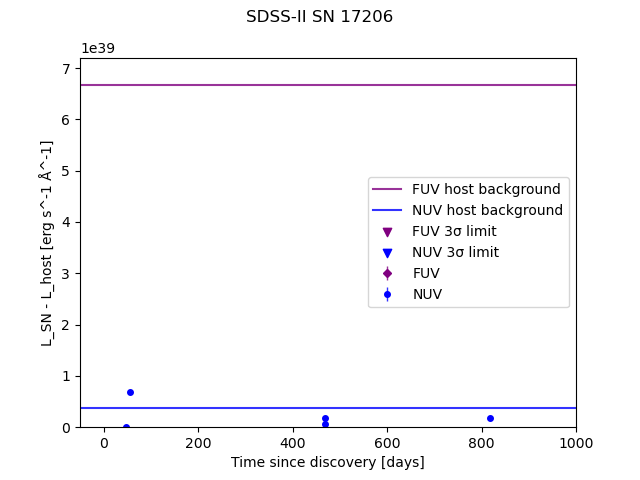 SDSS-II SN 17206
1e39
7
6
5
4
3
2
1
0
L_SN - L_host [erg s^-1 Å^-1]
FUV host background
NUV host background
FUV 3σ limit
NUV 3σ limit
FUV
NUV
0 200 400 600 800 1000
Time since discovery [days]